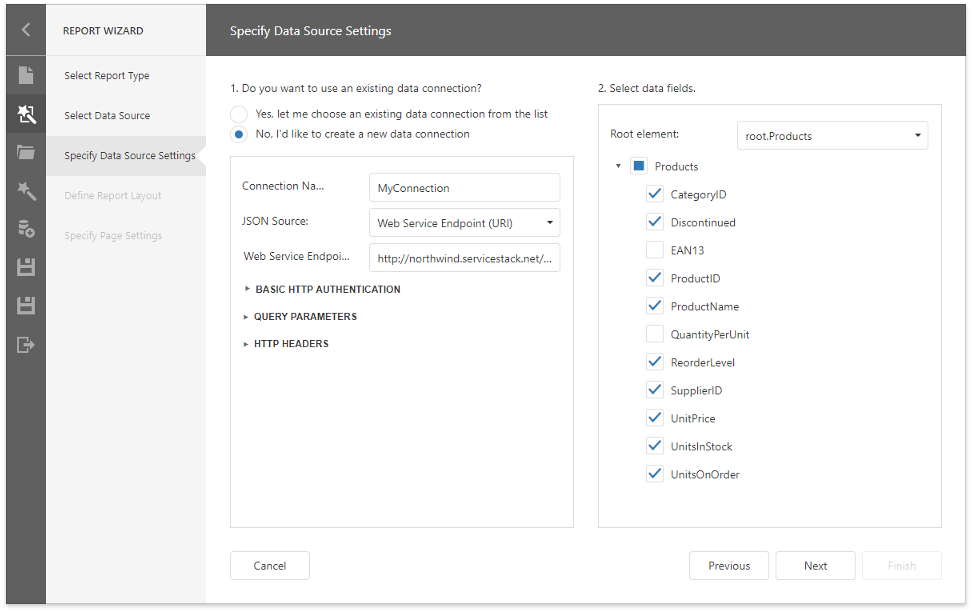 REPORT WIZARD
Specify Data Source Settings
Select Report Type
Select Data Source
Specify Data Source Settings
Define Report Layout
Specify Page Settings
1. Do you want to use an existing data connection?
Yes, let me choose an existing data connection from the list
No, I'd like to create a new data connection
Connection Na...
MyConnection
JSON Source:
Web Service Endpoint (URI)
Web Service Endpoi...
http://northwind.servicestack.net/...
BASIC HTTP AUTHENTICATION
QUERY PARAMETERS
HTTP HEADERS
2. Select data fields.
Root element:
root.Products
Products
CategoryID
Discontinued
EAN13
ProductID
ProductName
QuantityPerUnit
ReorderLevel
SupplierID
UnitPrice
UnitsInStock
UnitsOnOrder
Cancel
Previous
Next
Finish